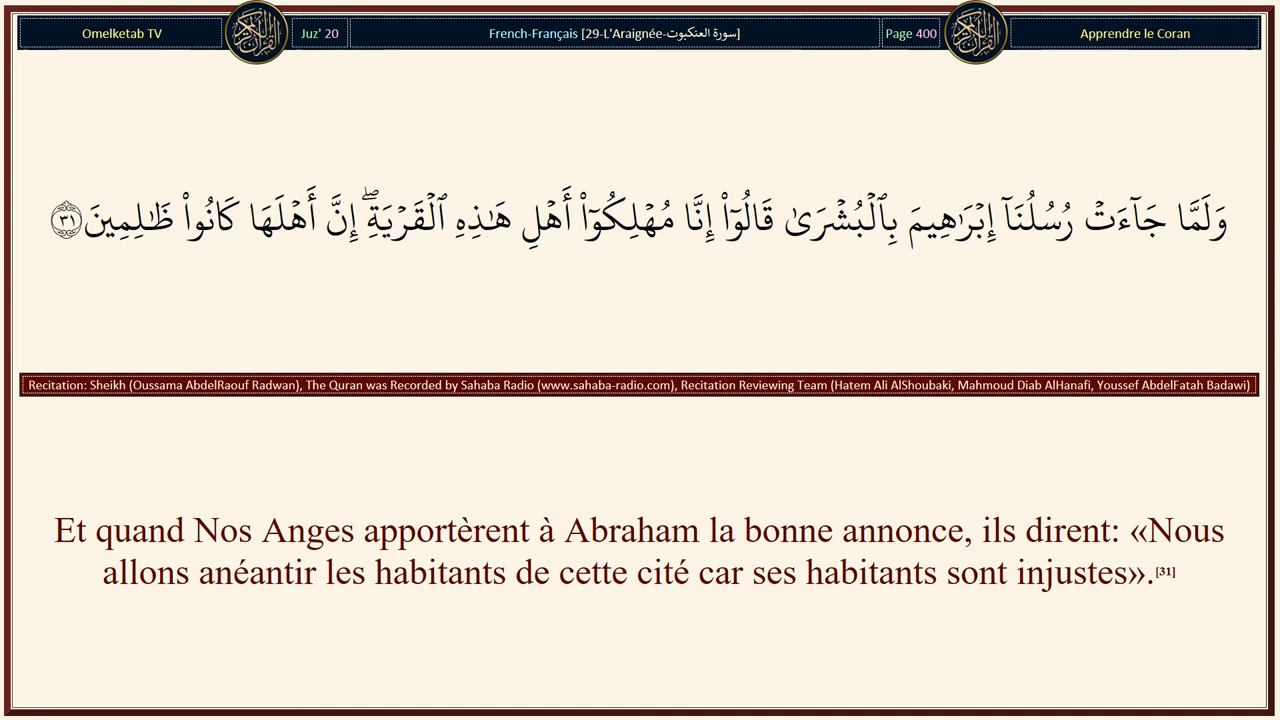 Omelketab TV
Juz' 20
French-Français [29-L'Araignée-سورة العنكبوت]
Page 400
Apprendre le Coran
وَلَمَّا جَآءَتۡ رُسُلُنَآ إِبۡرَٰهِيمَ بِٱلۡبُشۡرَىٰ قَالُوٓاْ إِنَّا مُهۡلِكُوٓاْ أَهۡلِ هَٰذِهِ ٱلۡقَرۡيَةِۖ إِنَّ أَهۡلَهَا كَانُواْ ظَٰلِمِينَ ٣١
Recitation: Sheikh (Oussama AbdelRaouf Radwan), The Quran was Recorded by Sahaba Radio (www.sahaba-radio.com), Recitation Reviewing Team (Hatem Ali AlShoubaki, Mahmoud Diab AlHanafi, Youssef AbdelFatah Badawi)
Et quand Nos Anges apportèrent à Abraham la bonne annonce, ils dirent: «Nous
allons anéantir les habitants de cette cité car ses habitants sont injustes».[31]